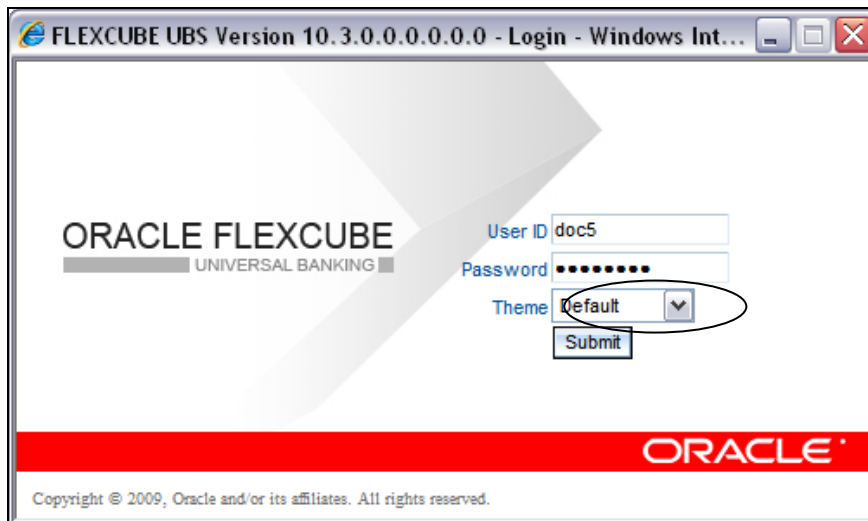 FLEXCUBE UBS Version 10.3.0.0.0.0.0.0 - Login - Windows Int...
ORACLE FLEXCUBE
UNIVERSAL BANKING
User ID doc5
Password ••••••••
Theme Default
Submit
ORACLE
Copyright © 2009, Oracle and/or its affiliates. All rights reserved.